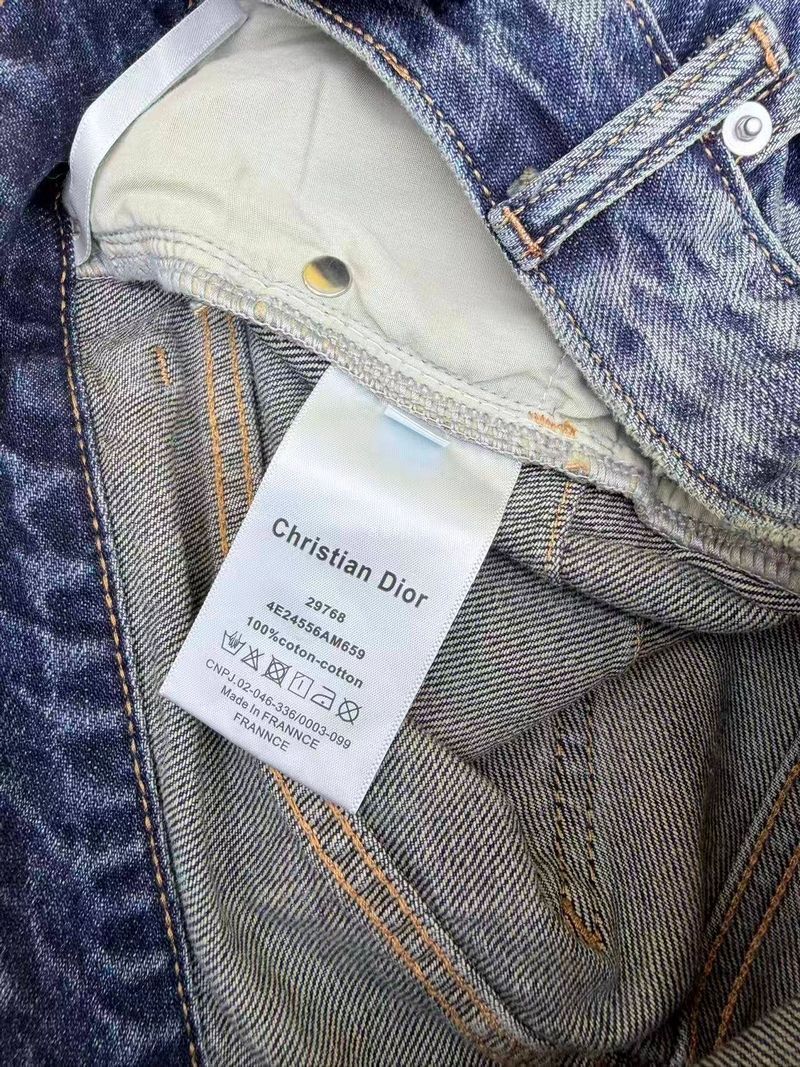 Christian Dior
29768
4E24556AM659
100%coton-cotton
CNPJ.02-046-336/0003-099
Made In FRANNCE
FRANNCE